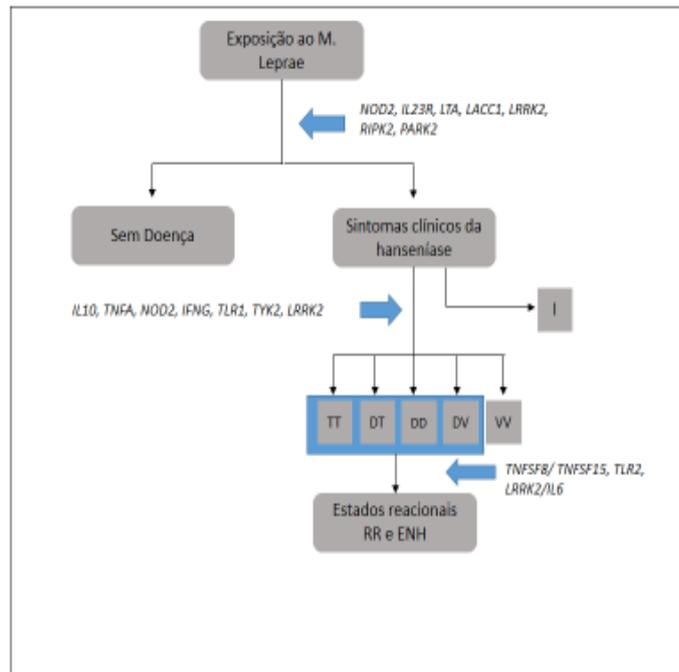 Exposição ao M.
Leprae
NOD2, IL23R, LTA, LACC1, LRRK2,
RIPK2, PARK2
Sem Doença
Sintomas clínicos da
hanseníase
IL10, TNFA, NOD2, IFNG, TLR1, TYK2, LRRK2
I
TT
DT
DD
DV
VV
TNFSF8/ TNFSF15, TLR2,
LRRK2/IL6
Estados reacionais
RR e ENH